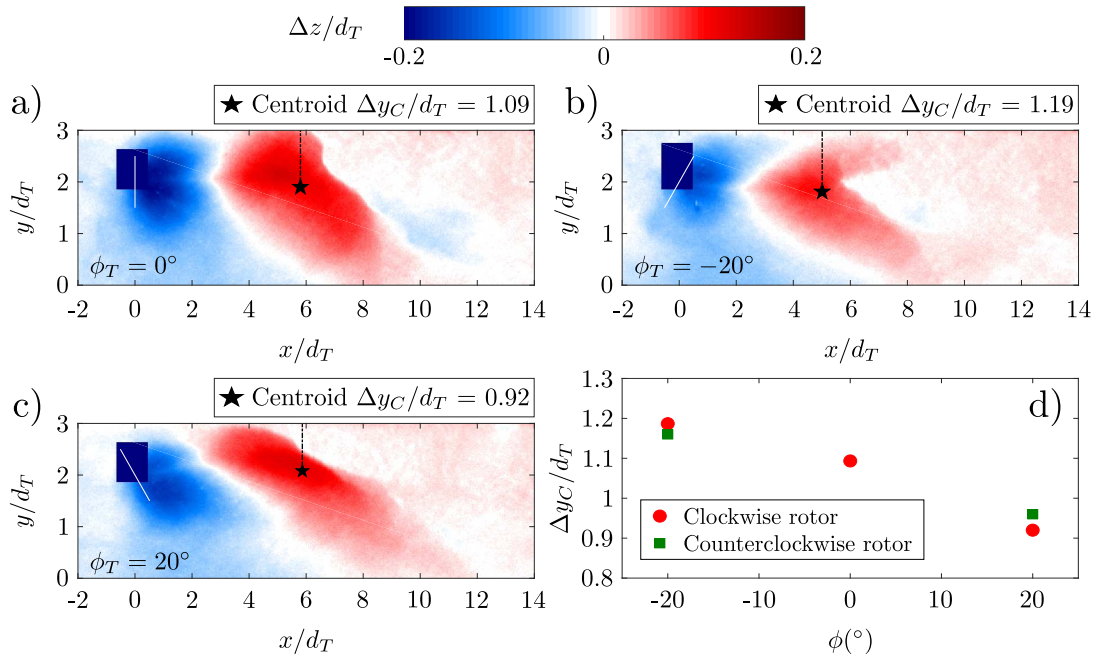 Δz/d_T
-0.2 0 0.2
a)
★ Centroid Δy_C/d_T = 1.09
b)
★ Centroid Δy_C/d_T = 1.19
3
2
1
0
y/d_T
ϕ_T = 0°
-2 0 2 4 6 8 10 12 14
x/d_T
3
2
1
0
y/d_T
ϕ_T = −20°
-2 0 2 4 6 8 10 12 14
x/d_T
c)
★ Centroid Δy_C/d_T = 0.92
3
2
1
0
y/d_T
ϕ_T = 20°
-2 0 2 4 6 8 10 12 14
x/d_T
d)
1.3
1.2
1.1
1
0.9
0.8
Δy_C/d_T
Clockwise rotor
Counterclockwise rotor
-20 -10 0 10 20
ϕ(°)